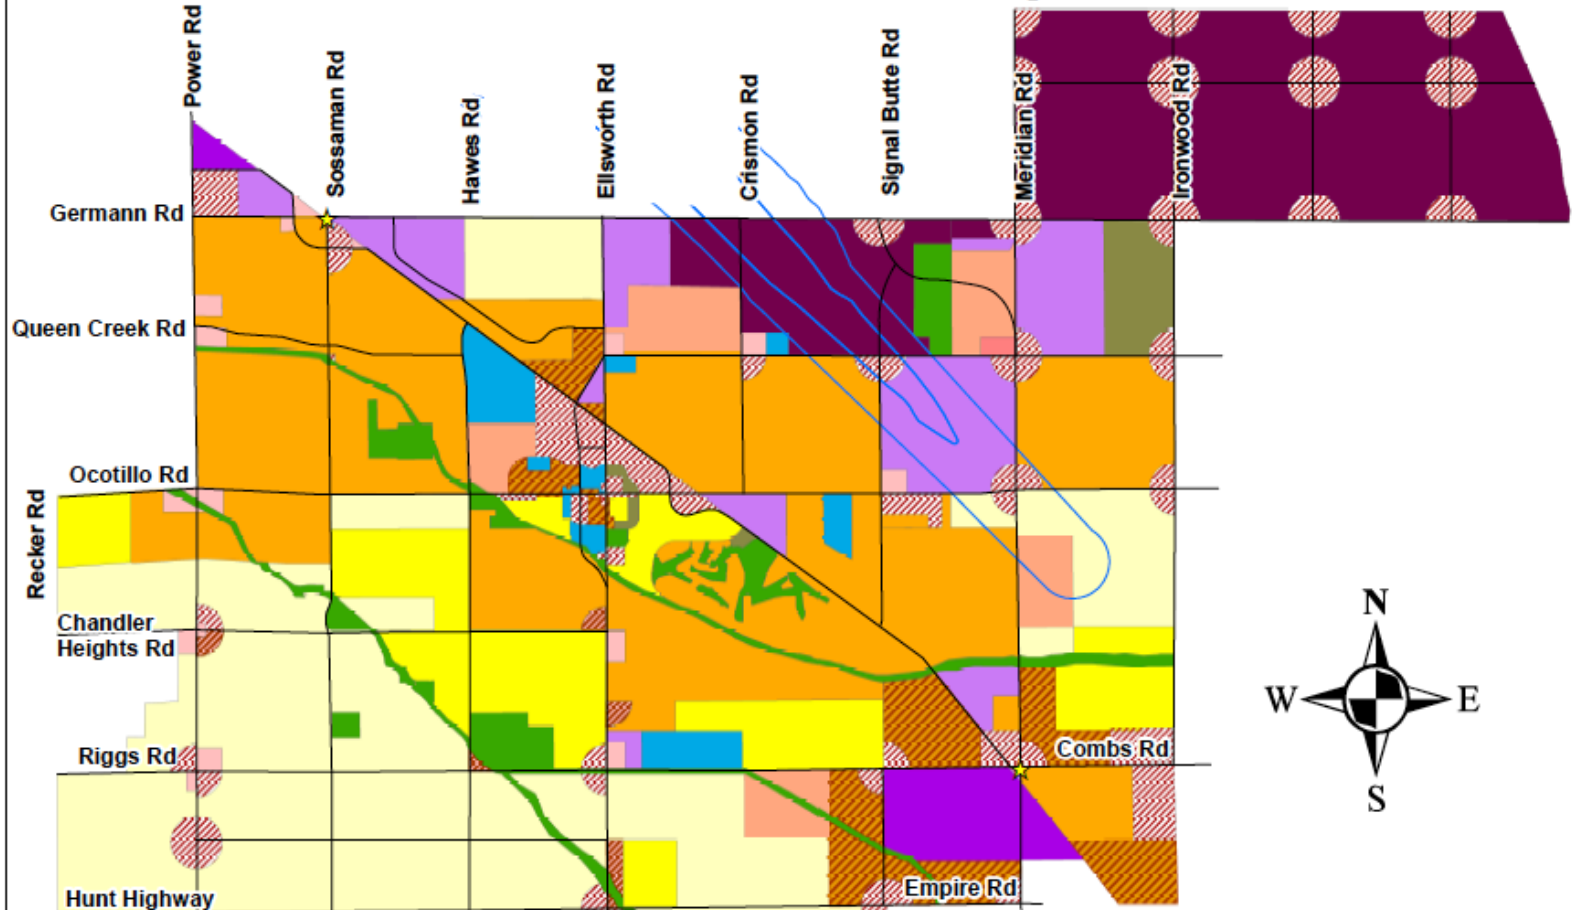 Power Rd
Sossaman Rd
Hawes Rd
Ellsworth Rd
Crismon Rd
Signal Butte Rd
Meridian Rd
Ironwood Rd
Germann Rd
Queen Creek Rd
Ocotillo Rd
Recker Rd
Chandler
Heights Rd
Riggs Rd
Combs Rd
Empire Rd
Hunt Highway
N
W
E
S